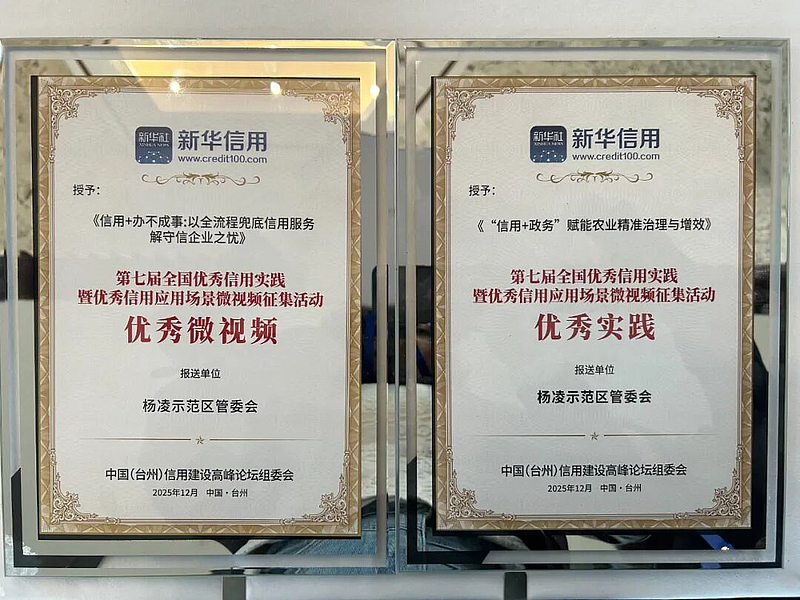 新华社
XINHUA NEWS
新华信用
www.credit100.com
授予：
《信用+办不成事:以全流程兜底信用服务
解守信企业之忧》
第七届全国优秀信用实践
暨优秀信用应用场景微视频征集活动
优秀微视频
报送单位
杨凌示范区管委会
中国（台州）信用建设高峰论坛组委会
2025年12月 中国·台州
新华社
XINHUA NEWS
新华信用
www.credit100.com
授予：
《“信用+政务”赋能农业精准治理与增效》
第七届全国优秀信用实践
暨优秀信用应用场景微视频征集活动
优秀实践
报送单位
杨凌示范区管委会
中国（台州）信用建设高峰论坛组委会
2025年12月 中国·台州